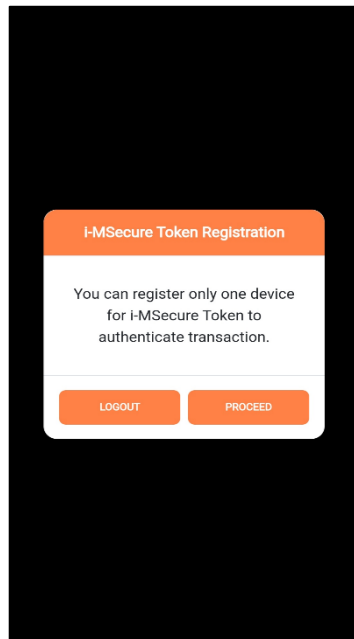 i-MSecure Token Registration
You can register only one device
for i-MSecure Token to
authenticate transaction.
LOGOUT
PROCEED